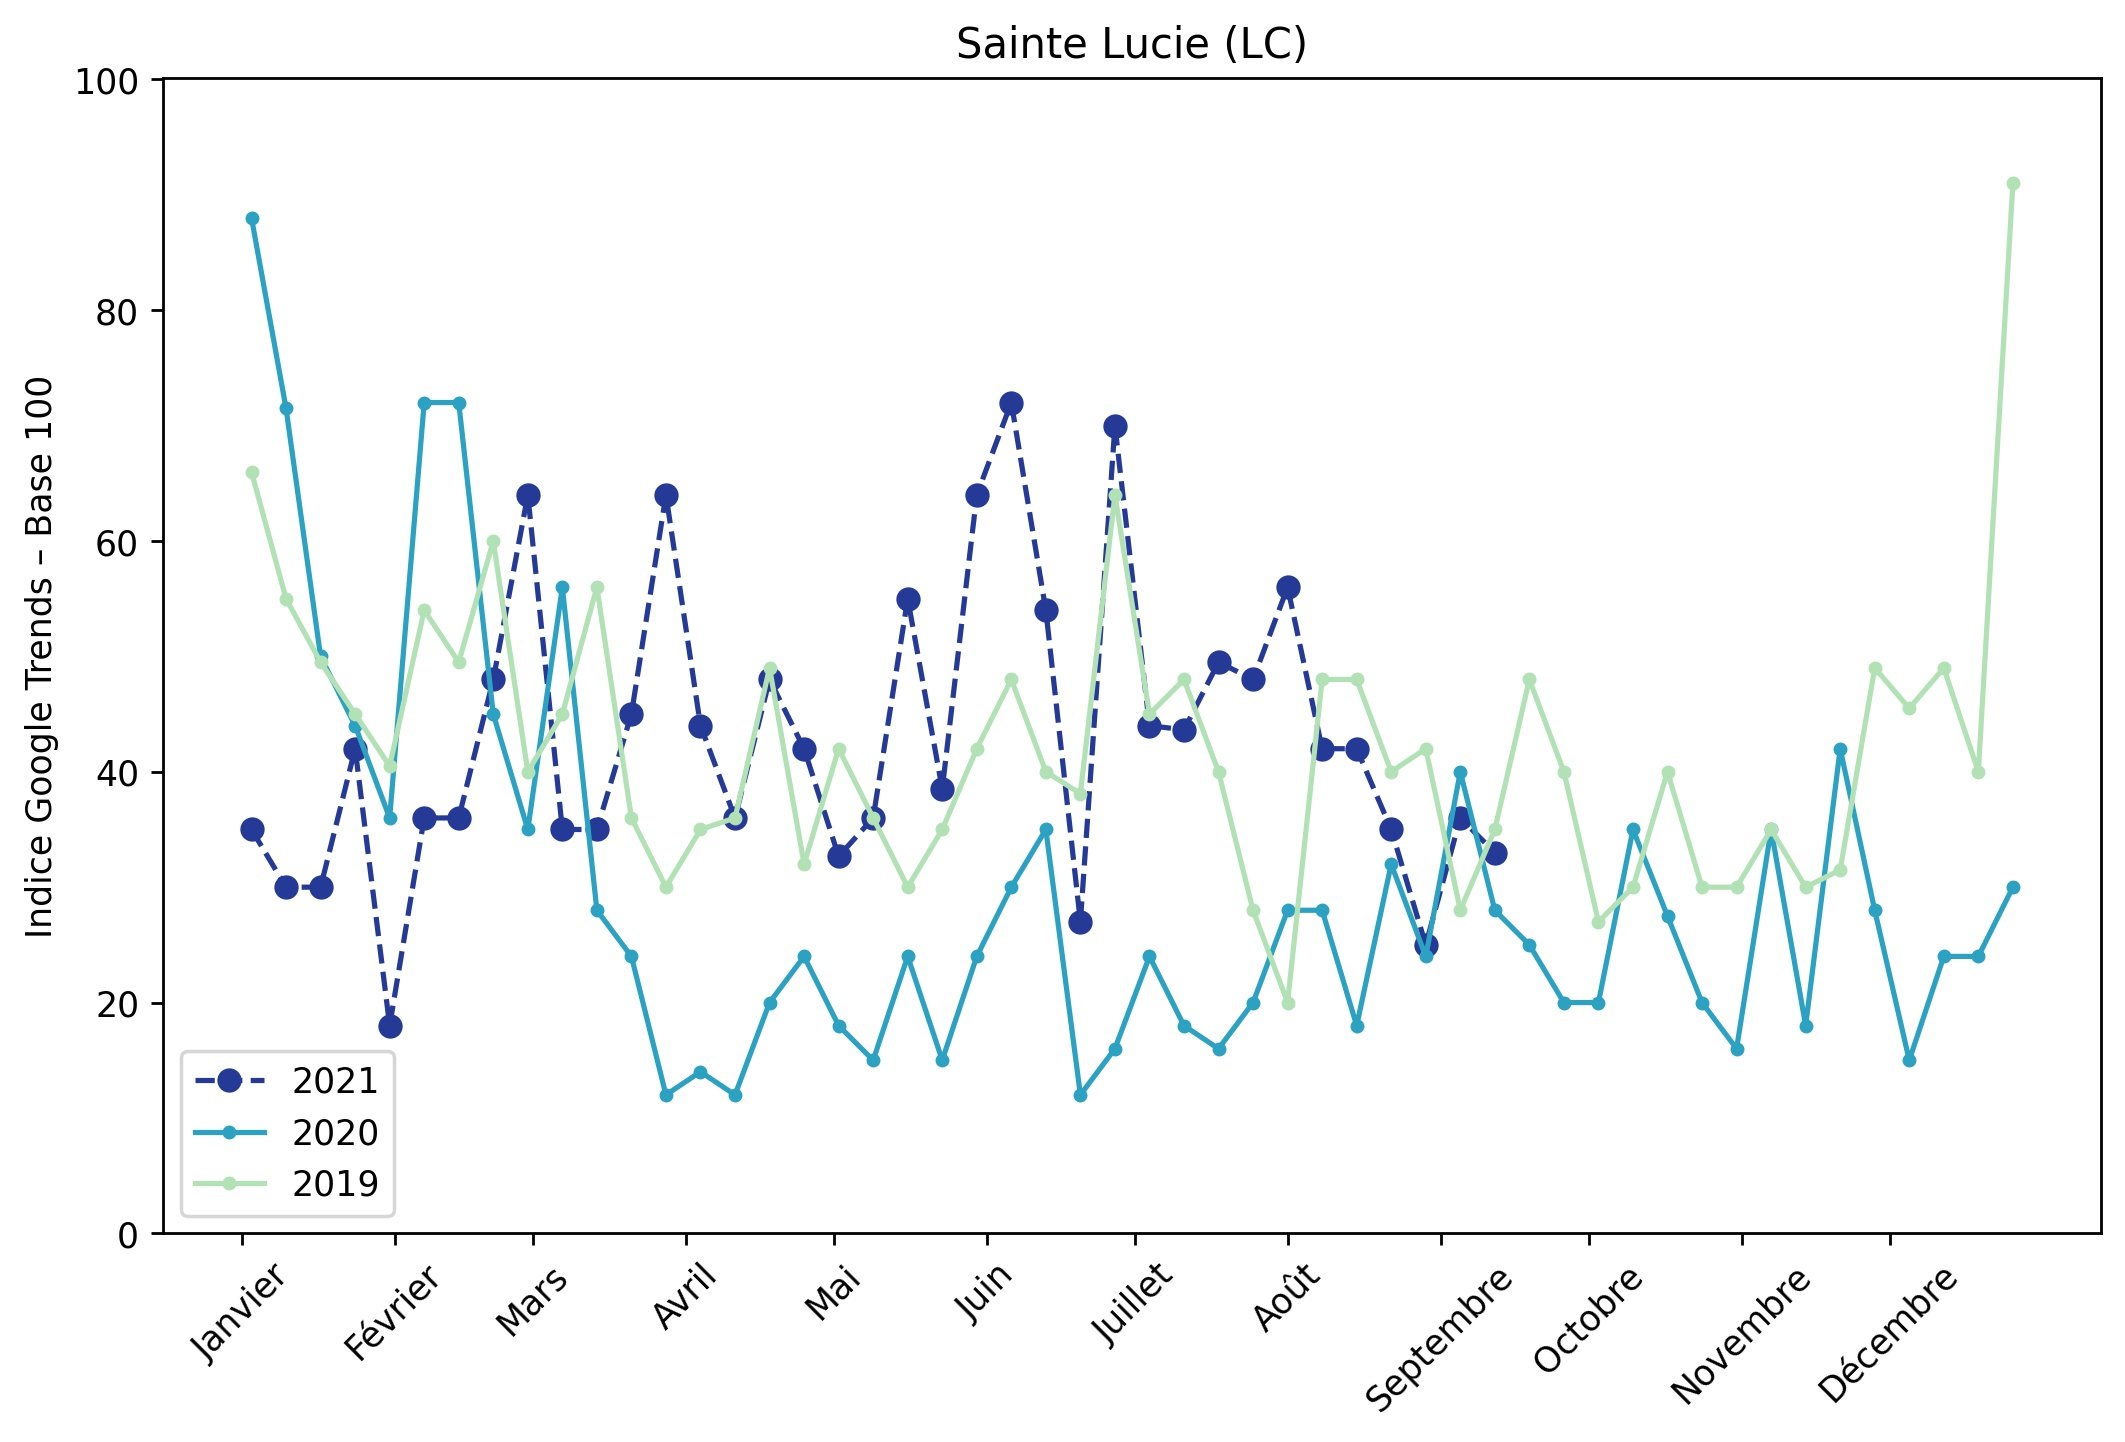 Sainte Lucie (LC)
Indice Google Trends – Base 100
100
80
60
40
20
0
2021
2020
2019
Janvier
Février
Mars
Avril
Mai
Juin
Juillet
Août
Septembre
Octobre
Novembre
Décembre